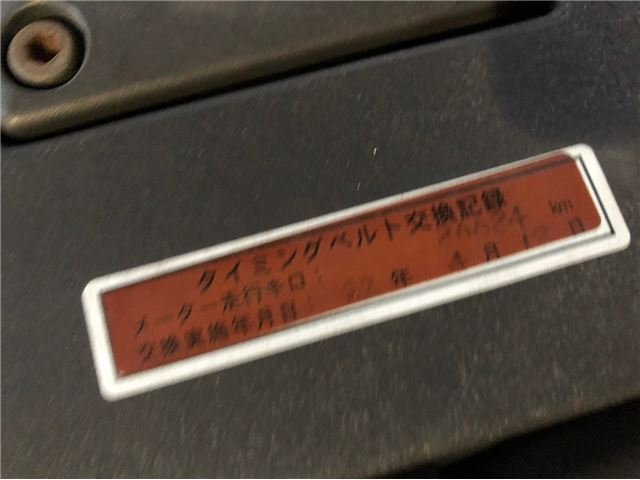 タイミングベルト交換記録
メーター走行キロ: km
交換実施年月日: 年 4 月 日